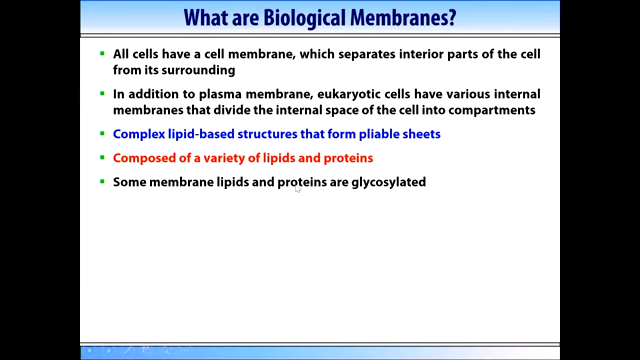 What are Biological Membranes?
All cells have a cell membrane, which separates interior parts of the cell
from its surrounding
In addition to plasma membrane, eukaryotic cells have various internal
membranes that divide the internal space of the cell into compartments
Complex lipid-based structures that form pliable sheets
Composed of a variety of lipids and proteins
Some membrane lipids and proteins are glycosylated